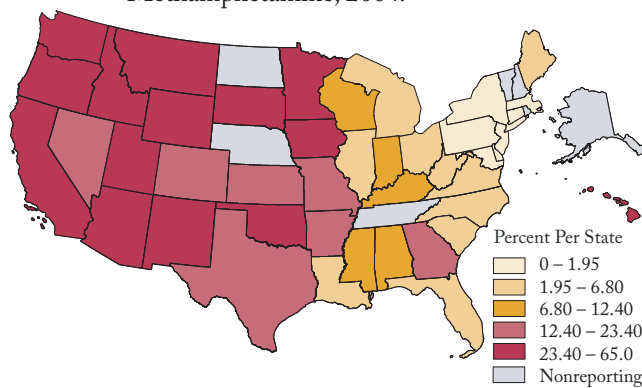 Methamphetamine, 2004.
Percent Per State
0 – 1.95
1.95 – 6.80
6.80 – 12.40
12.40 – 23.40
23.40 – 65.0
Nonreporting